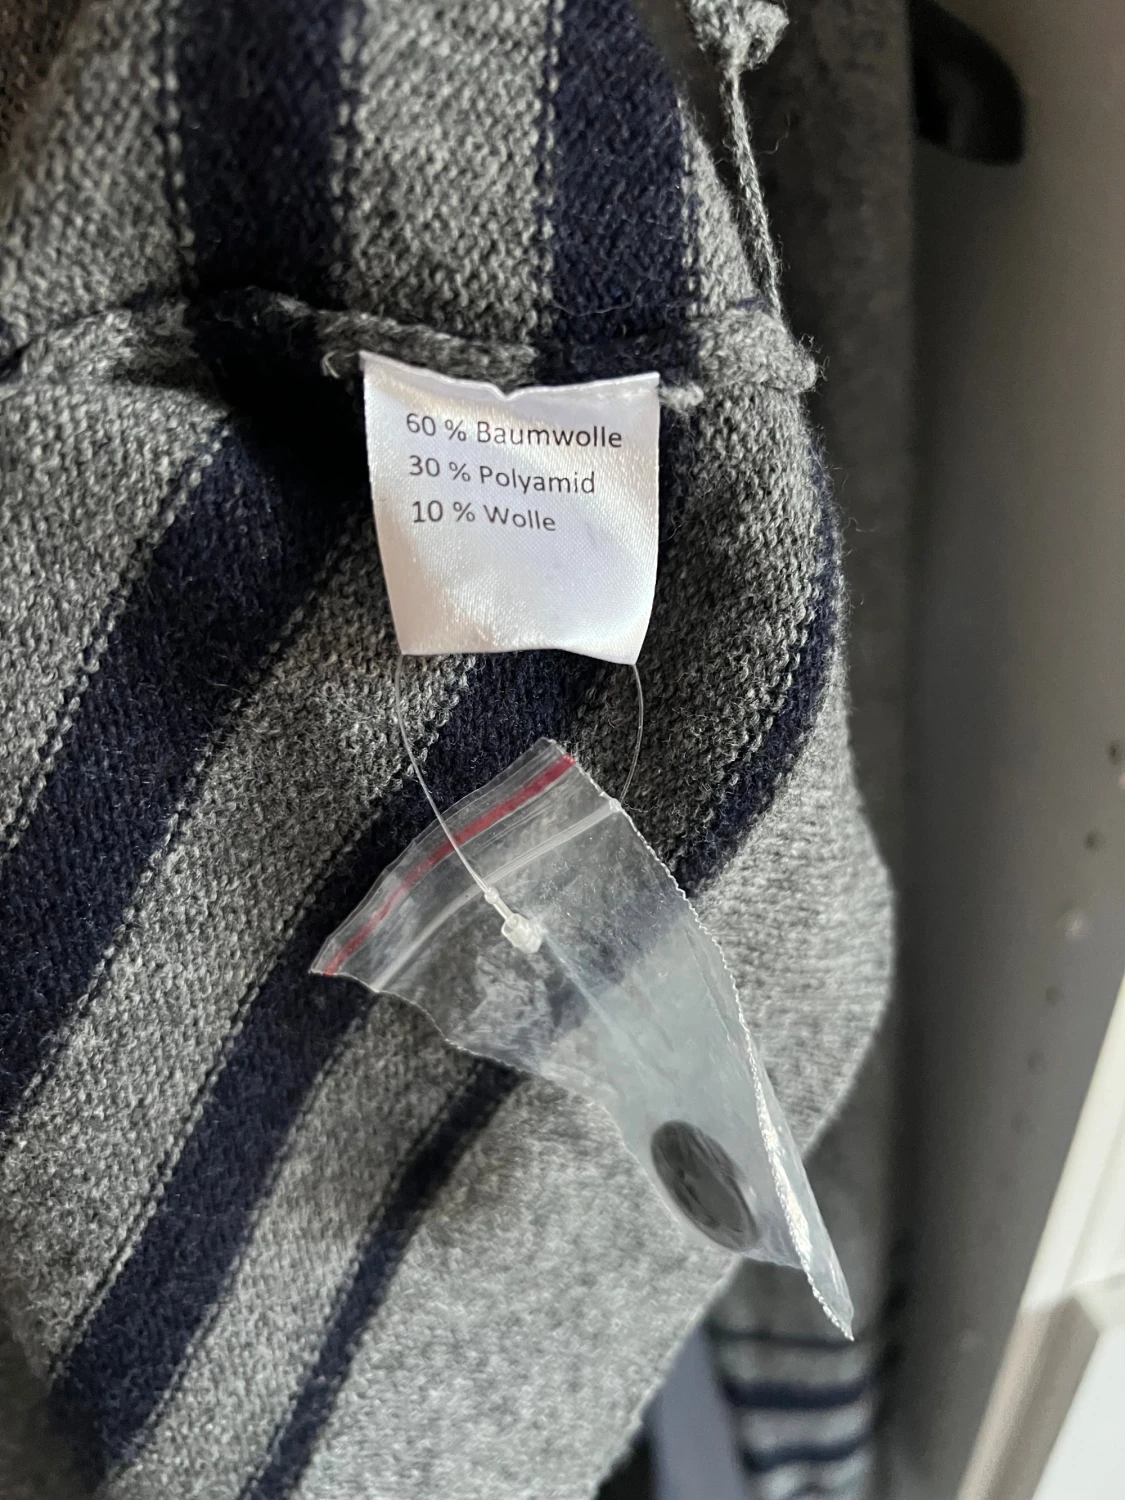 60 % Baumwolle
30 % Polyamid
10 % Wolle